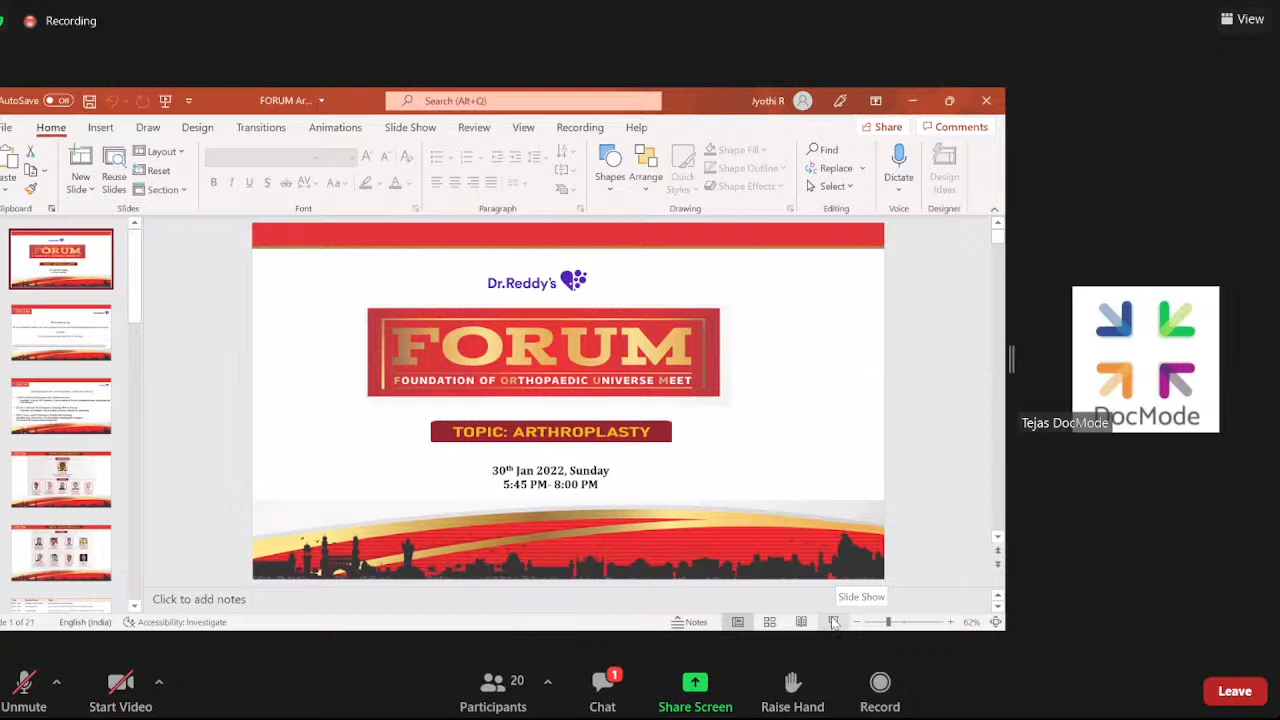 Recording
View
AutoSave Off
FORUM Ar...
Search (Alt+Q)
Jyothi R
File Home Insert Draw Design Transitions Animations Slide Show Review View Recording Help
Share Comments
Paste
New Slide
Reuse Slides
Layout
Reset
Section
Shapes Arrange
Quick Styles
Shape Fill
Shape Outline
Shape Effects
Find
Replace
Select
Dictate
Design Ideas
Clipboard Slides Font Paragraph Drawing Editing Voice Designer
Dr.Reddy's
FORUM
FOUNDATION OF ORTHOPAEDIC UNIVERSE MEET
TOPIC: ARTHROPLASTY
30th Jan 2022, Sunday
5:45 PM- 8:00 PM
DocMode
Tejas DocMode
Click to add notes
Slide Show
Slide 1 of 21 English (India) Accessibility: Investigate Notes 62%
Unmute
Start Video
Participants 20
Chat 1
Share Screen
Raise Hand
Record
Leave